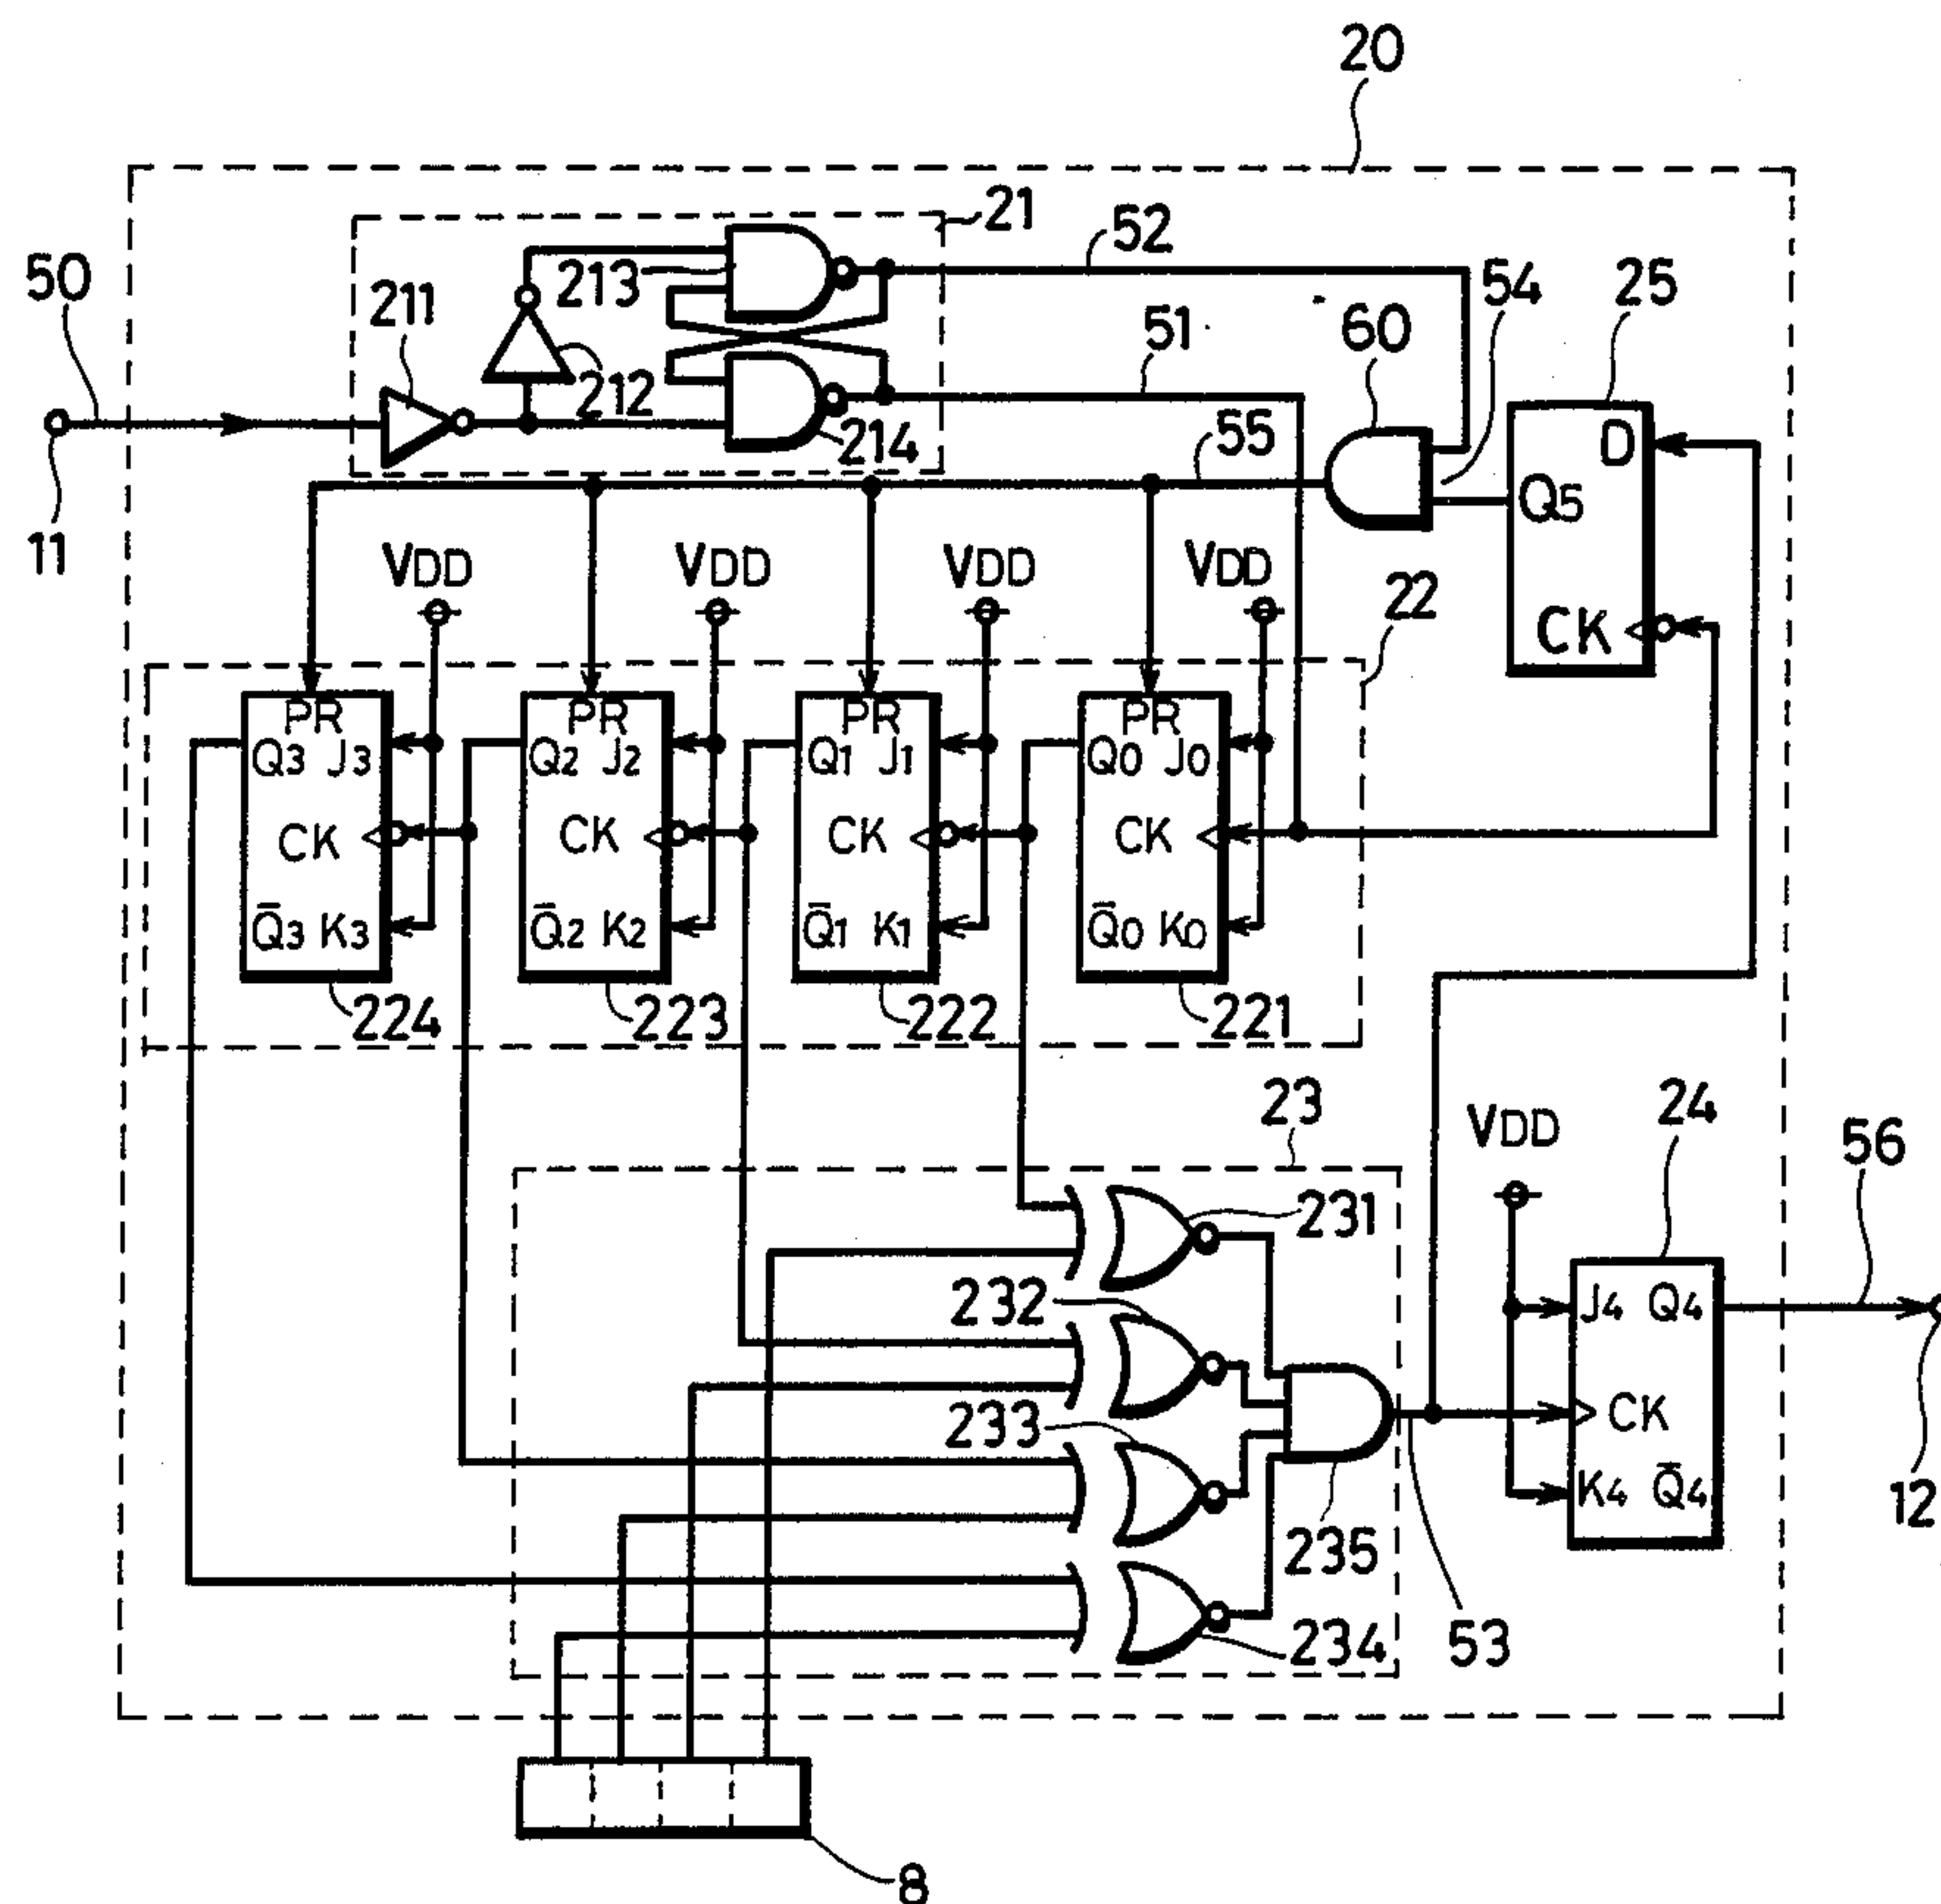 20
21
52
50
213
54
25
211
60
51
212
D
214
55
Q5
11
VDD
VDD
VDD
VDD
22
CK
PR
PR
PR
PR
Q3 J3
Q2 J2
Q1 J1
Q0 J0
CK
CK
CK
CK
Q̄3 K3
Q̄2 K2
Q̄1 K1
Q̄0 K0
224
223
222
221
23
24
VDD
56
231
232
J4 Q4
233
CK
K4 Q̄4
12
235
234
53
8